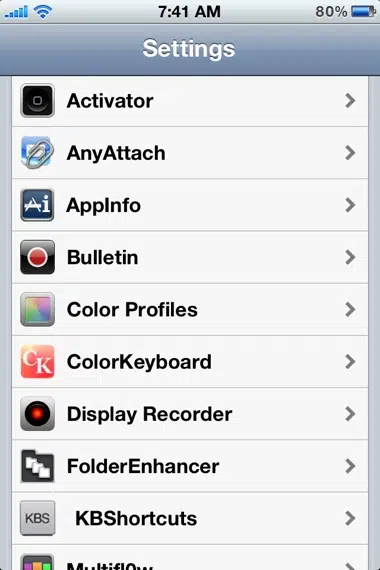 7:41 AM 80%
Settings
Activator
AnyAttach
Ai AppInfo
Bulletin
Color Profiles
CK ColorKeyboard
Display Recorder
FolderEnhancer
KBS KBShortcuts
Multifl0w